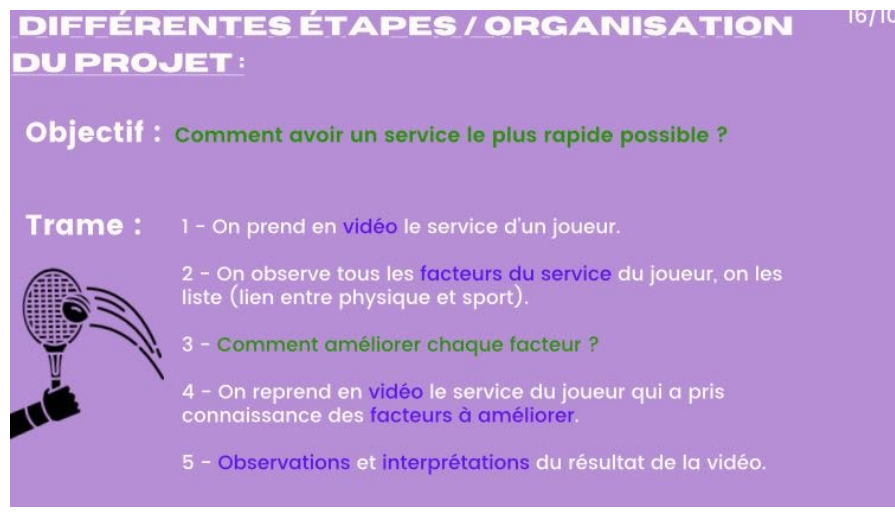 DIFFÉRENTES ÉTAPES / ORGANISATION
DU PROJET :
16/10
Objectif : Comment avoir un service le plus rapide possible ?
Trame : 1 - On prend en vidéo le service d'un joueur.
2 - On observe tous les facteurs du service du joueur, on les
liste (lien entre physique et sport).
3 - Comment améliorer chaque facteur ?
4 - On reprend en vidéo le service du joueur qui a pris
connaissance des facteurs à améliorer.
5 - Observations et interprétations du résultat de la vidéo.